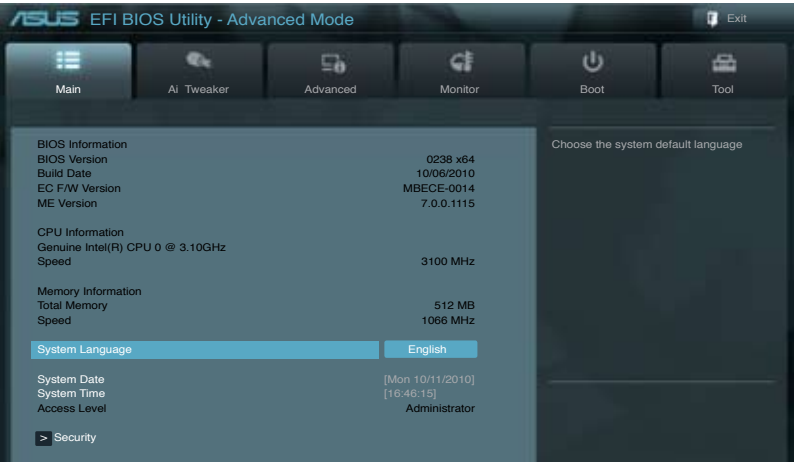 ASUS EFI BIOS Utility - Advanced Mode
Exit
Main
Ai Tweaker
Advanced
Monitor
Boot
Tool
Choose the system default language
BIOS Information
BIOS Version 0238 x64
Build Date 10/06/2010
EC F/W Version MBECE-0014
ME Version 7.0.0.1115
CPU Information
Genuine Intel(R) CPU 0 @ 3.10GHz
Speed 3100 MHz
Memory Information
Total Memory 512 MB
Speed 1066 MHz
System Language English
System Date [Mon 10/11/2010]
System Time [16:46:15]
Access Level Administrator
> Security